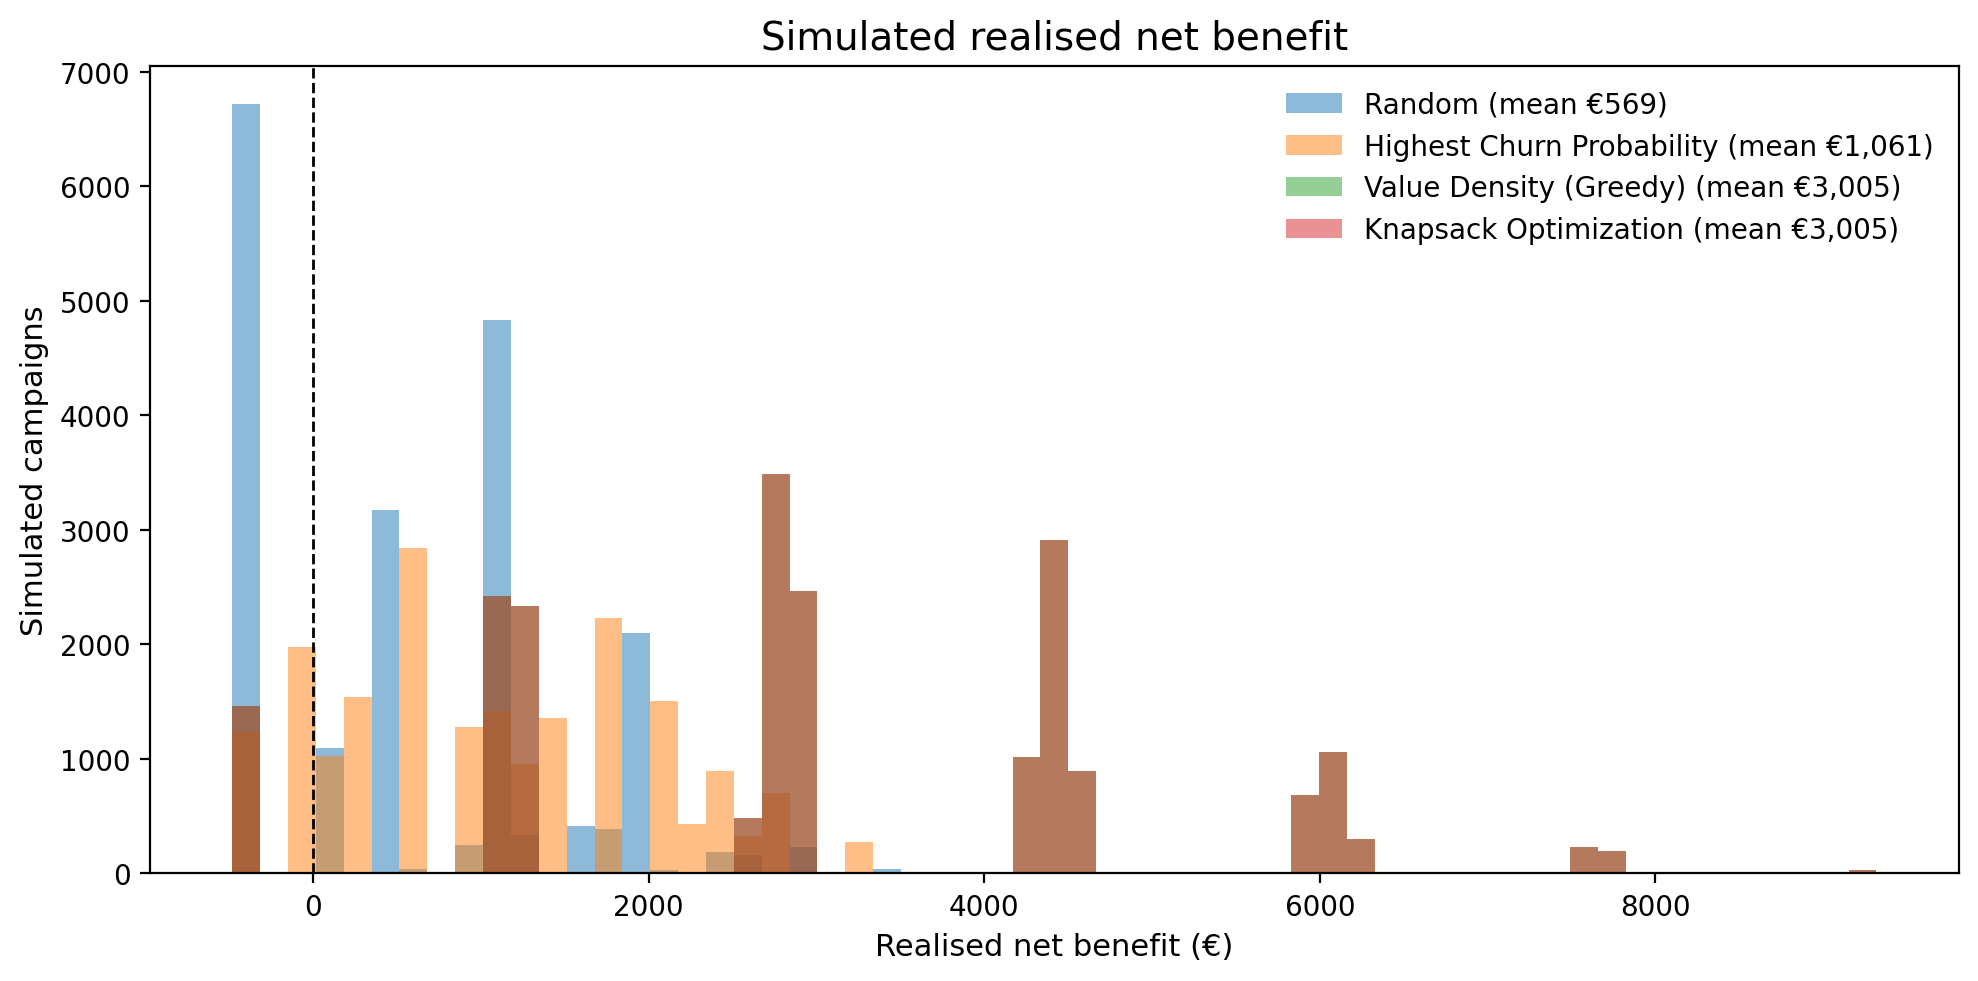 Simulated realised net benefit
Random (mean €569)
Highest Churn Probability (mean €1,061)
Value Density (Greedy) (mean €3,005)
Knapsack Optimization (mean €3,005)
Simulated campaigns
7000
6000
5000
4000
3000
2000
1000
0
0 2000 4000 6000 8000
Realised net benefit (€)